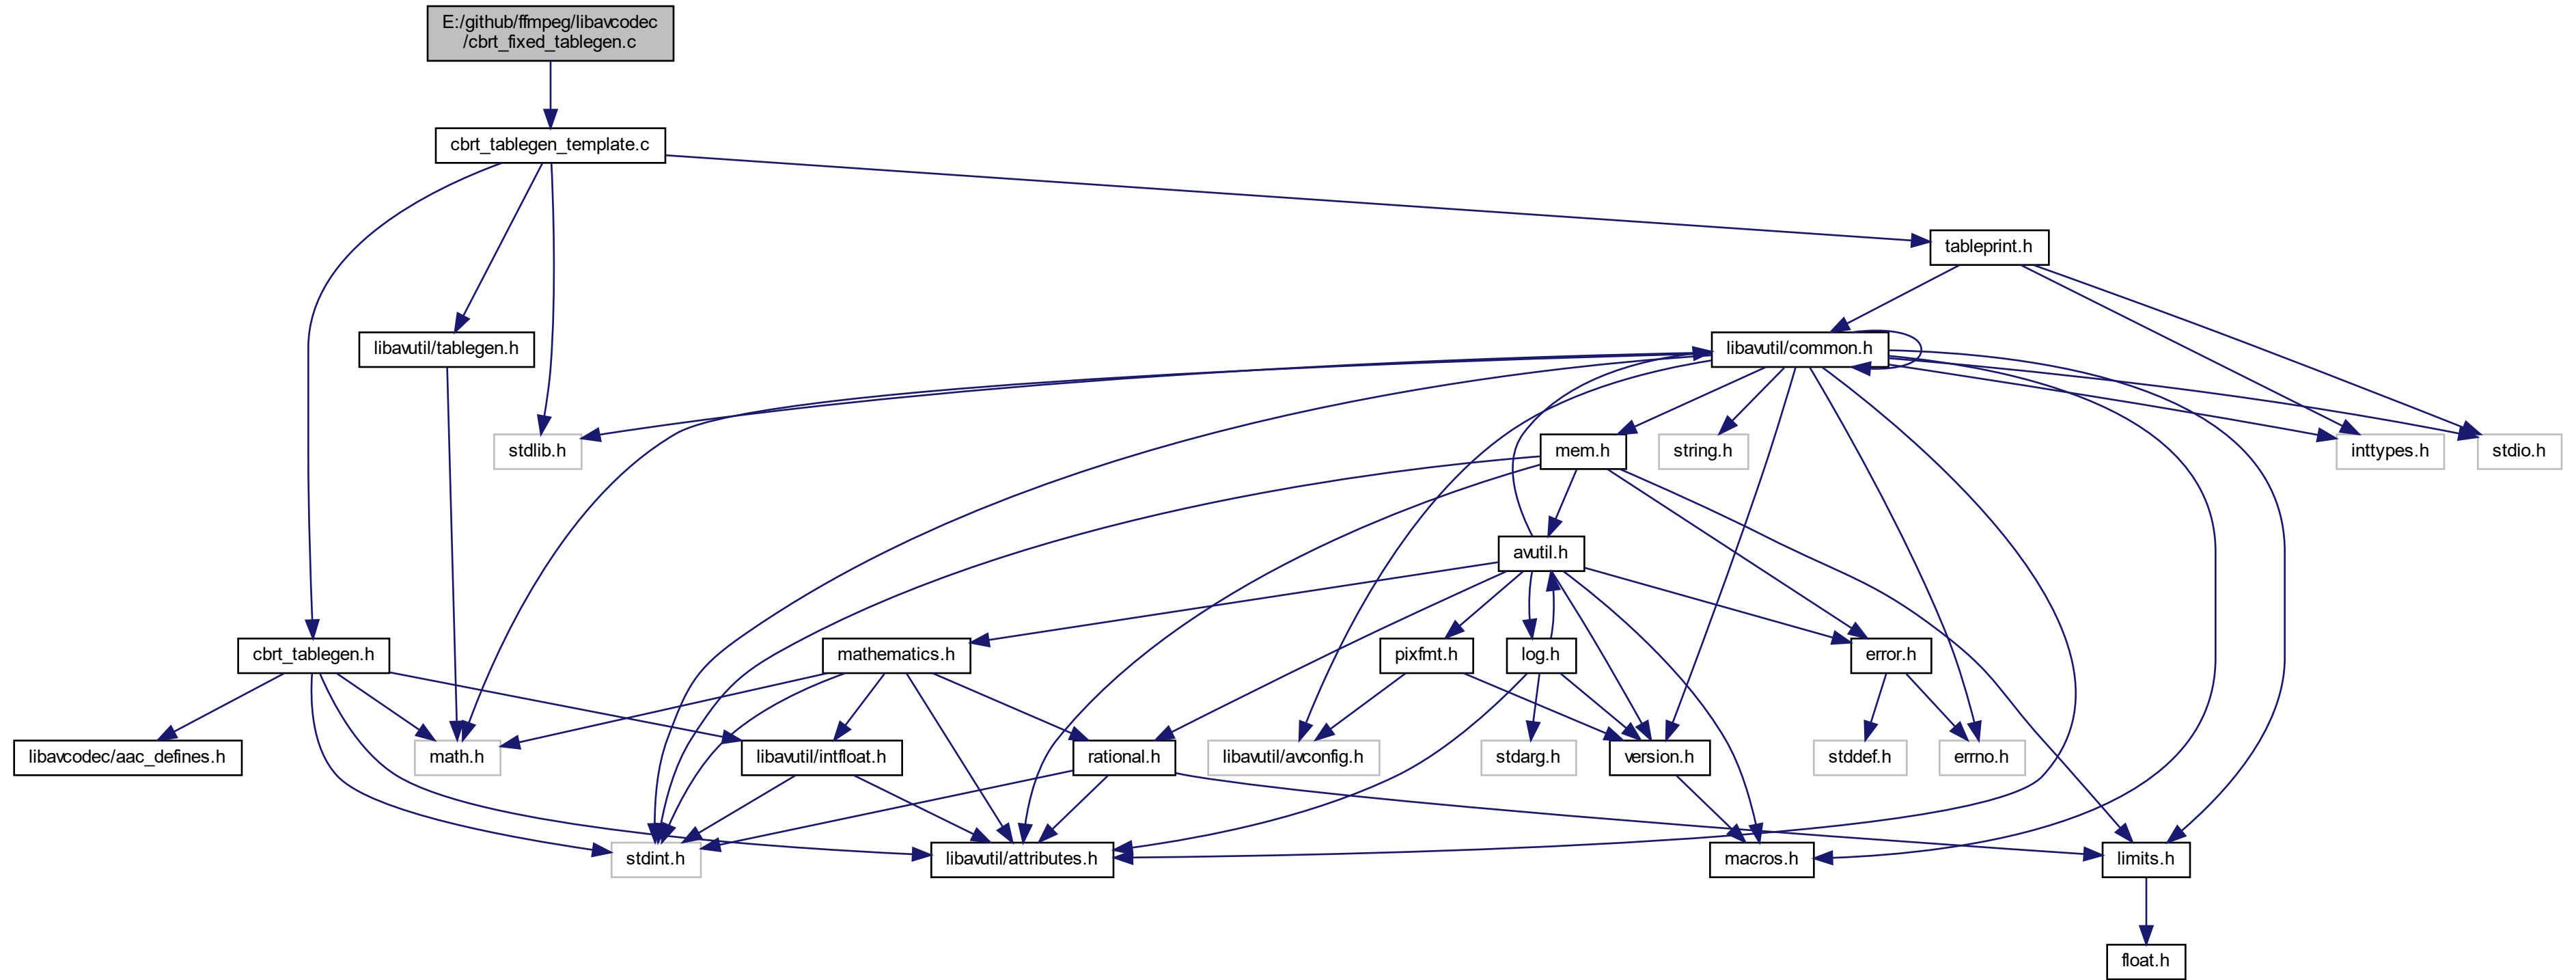 E:/github/ffmpeg/libavcodec
/cbrt_fixed_tablegen.c
cbrt_tablegen_template.c
tableprint.h
libavutil/tablegen.h
libavutil/common.h
stdlib.h
mem.h
string.h
inttypes.h
stdio.h
avutil.h
cbrt_tablegen.h
mathematics.h
pixfmt.h
log.h
error.h
libavcodec/aac_defines.h
math.h
libavutil/intfloat.h
rational.h
libavutil/avconfig.h
stdarg.h
version.h
stddef.h
errno.h
stdint.h
libavutil/attributes.h
macros.h
limits.h
float.h